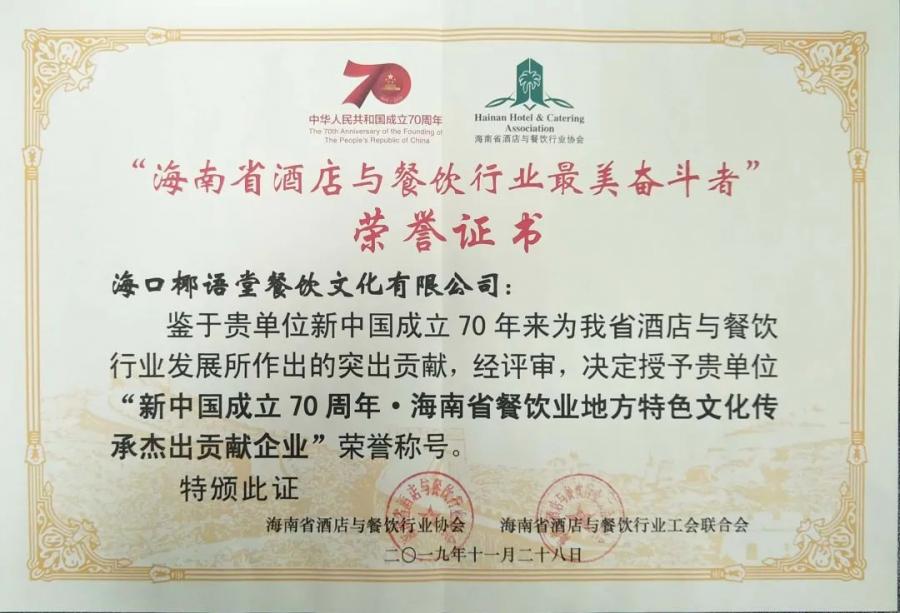 70
中华人民共和国成立70周年
The 70th Anniversary of the Founding of
The People's Republic of China
Hainan Hotel & Catering
Association
海南省酒店与餐饮行业协会
“海南省酒店与餐饮行业最美奋斗者”
荣誉证书
海口椰语堂餐饮文化有限公司：
鉴于贵单位新中国成立70年来为我省酒店与餐饮
行业发展所作出的突出贡献，经评审，决定授予贵单位
“新中国成立70周年·海南省餐饮业地方特色文化传
承杰出贡献企业”荣誉称号。
特颁此证
海南省酒店与餐饮行业协会 海南省酒店与餐饮行业工会联合会
二〇一九年十一月二十八日